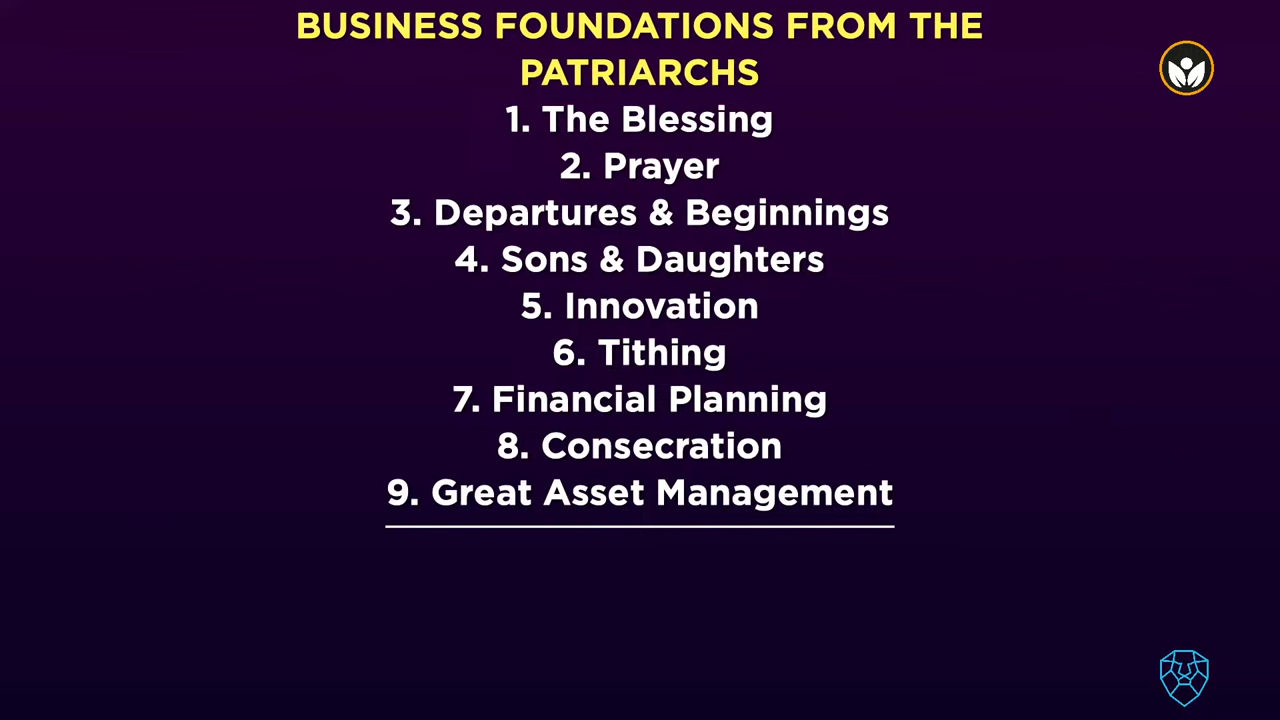 BUSINESS FOUNDATIONS FROM THE
PATRIARCHS
1. The Blessing
2. Prayer
3. Departures & Beginnings
4. Sons & Daughters
5. Innovation
6. Tithing
7. Financial Planning
8. Consecration
9. Great Asset Management